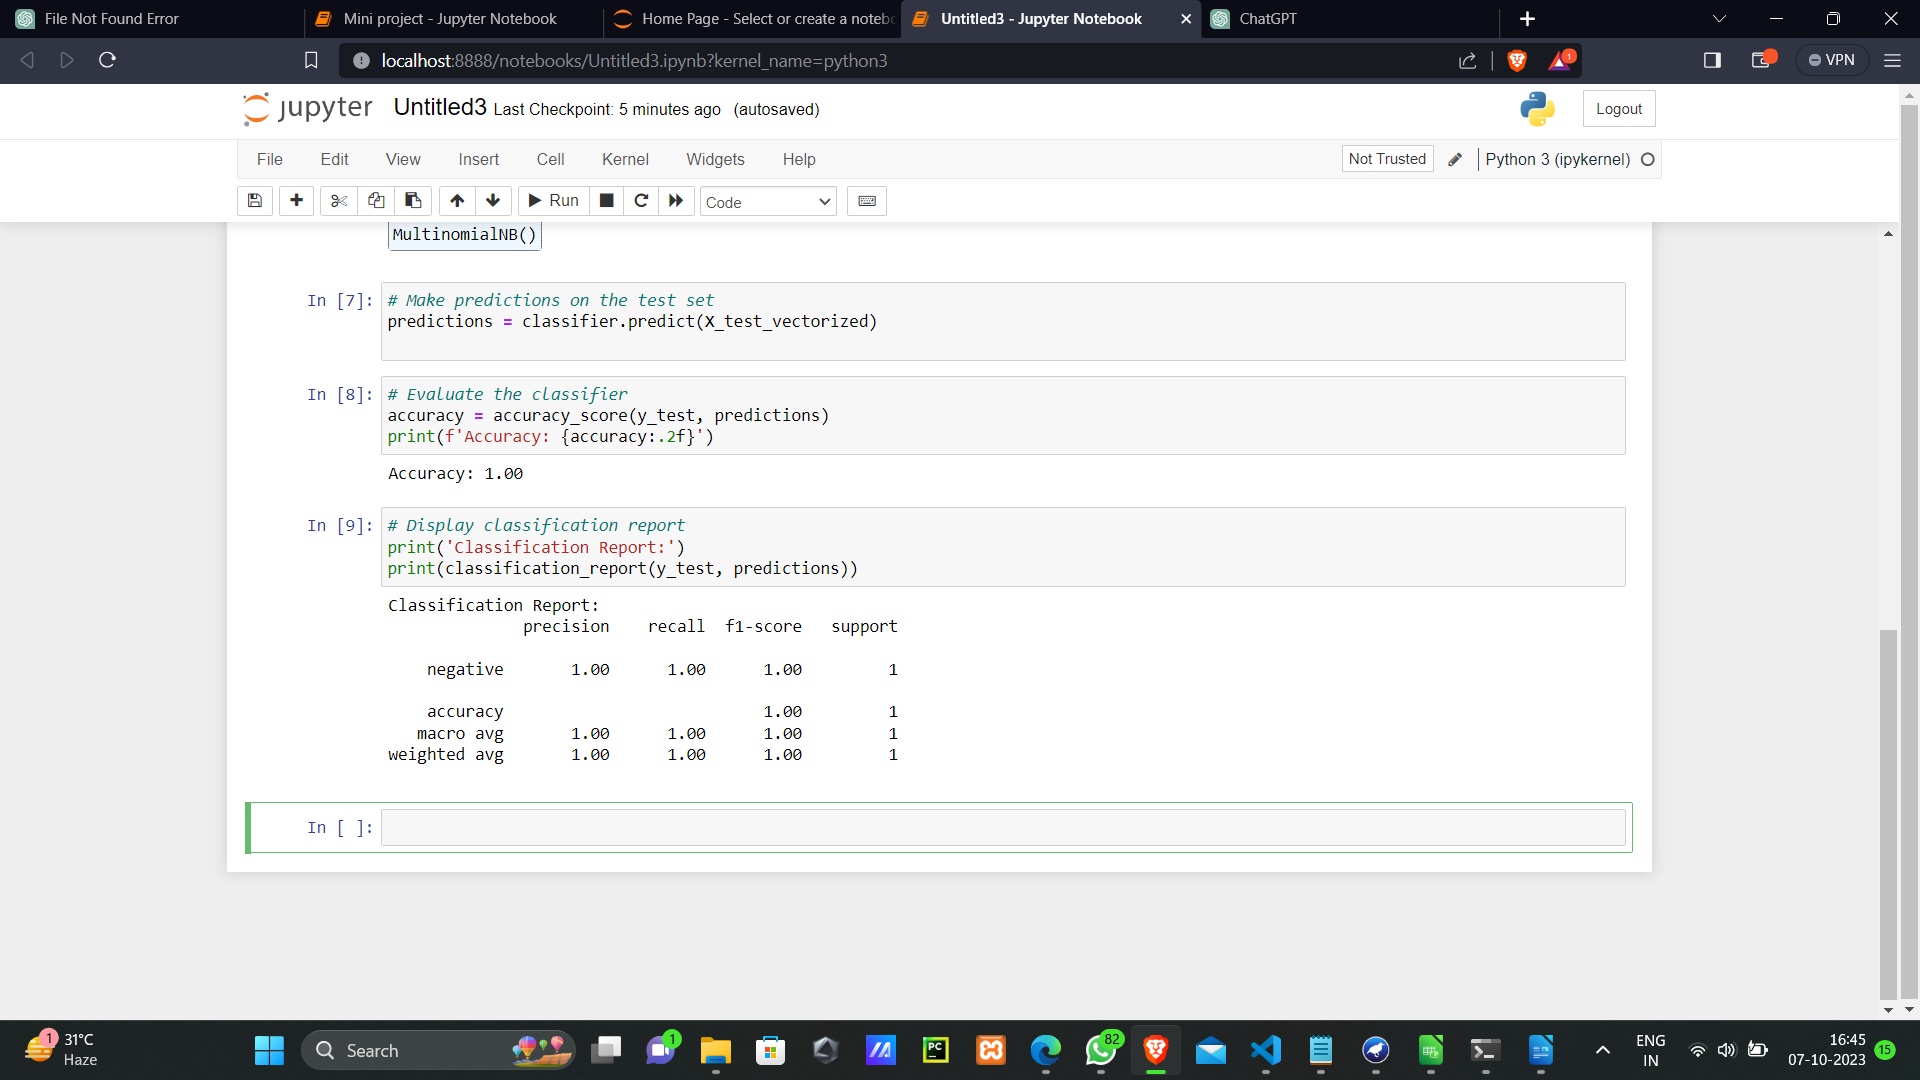 File Not Found Error
Mini project - Jupyter Notebook
Home Page - Select or create a noteb
Untitled3 - Jupyter Notebook
ChatGPT
localhost:8888/notebooks/Untitled3.ipynb?kernel_name=python3
1
VPN
jupyter Untitled3 Last Checkpoint: 5 minutes ago (autosaved)
Logout
File Edit View Insert Cell Kernel Widgets Help
Not Trusted
Python 3 (ipykernel)
Run
Code
MultinomialNB()
In [7]: # Make predictions on the test set
predictions = classifier.predict(X_test_vectorized)
In [8]: # Evaluate the classifier
accuracy = accuracy_score(y_test, predictions)
print(f'Accuracy: {accuracy:.2f}')
Accuracy: 1.00
In [9]: # Display classification report
print('Classification Report:')
print(classification_report(y_test, predictions))
Classification Report:
precision recall f1-score support
negative 1.00 1.00 1.00 1
accuracy 1.00 1
macro avg 1.00 1.00 1.00 1
weighted avg 1.00 1.00 1.00 1
In [ ]:
1
31°C
Haze
Search
1
PC
82
ENG
IN
16:45
07-10-2023
15